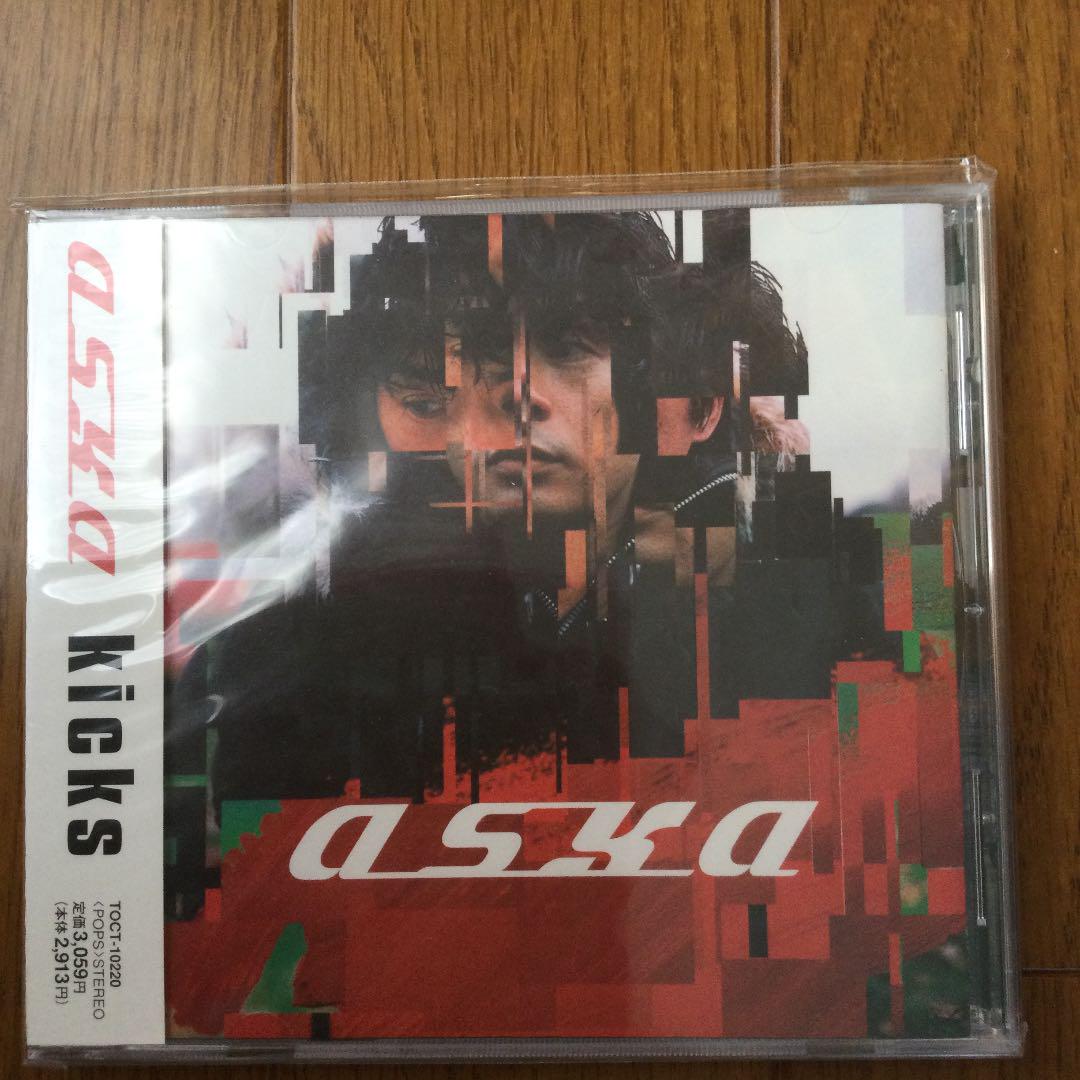 aska kicks
TOCT-10220
〈POPS〉STEREO
定価3,059円
(本体2,913円)
aska